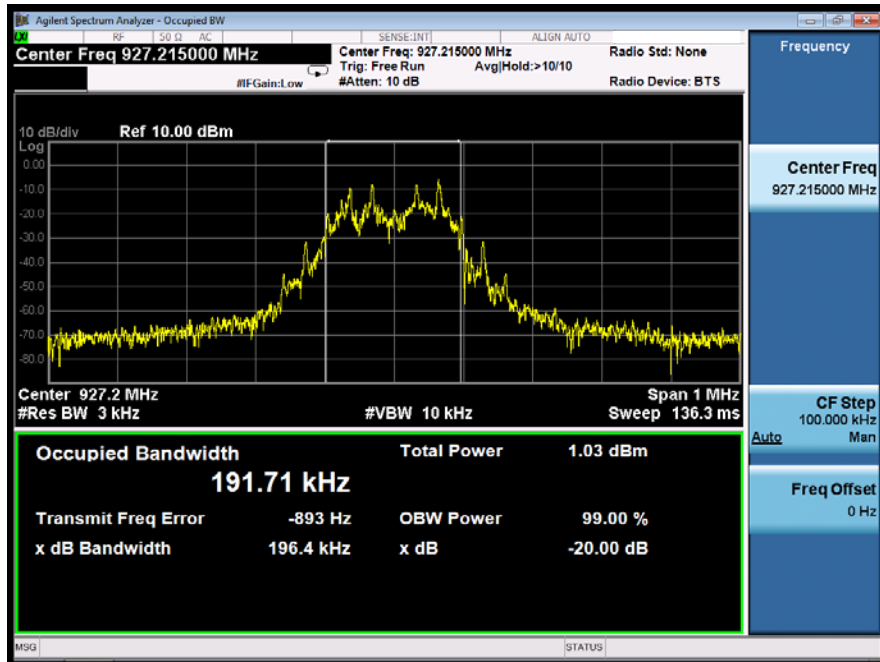 Agilent Spectrum Analyzer - Occupied BW
LXI RF 50 Ω AC SENSE:INT ALIGN AUTO
Center Freq 927.215000 MHz
Center Freq: 927.215000 MHz Radio Std: None
Trig: Free Run Avg|Hold:>10/10
#IFGain:Low #Atten: 10 dB Radio Device: BTS
10 dB/div Ref 10.00 dBm
Log
0.00
-10.0
-20.0
-30.0
-40.0
-50.0
-60.0
-70.0
-80.0
Center 927.2 MHz Span 1 MHz
#Res BW 3 kHz #VBW 10 kHz Sweep 136.3 ms
Occupied Bandwidth Total Power 1.03 dBm
191.71 kHz
Transmit Freq Error -893 Hz OBW Power 99.00 %
x dB Bandwidth 196.4 kHz x dB -20.00 dB
MSG STATUS
Frequency
Center Freq
927.215000 MHz
CF Step
100.000 kHz
Auto Man
Freq Offset
0 Hz